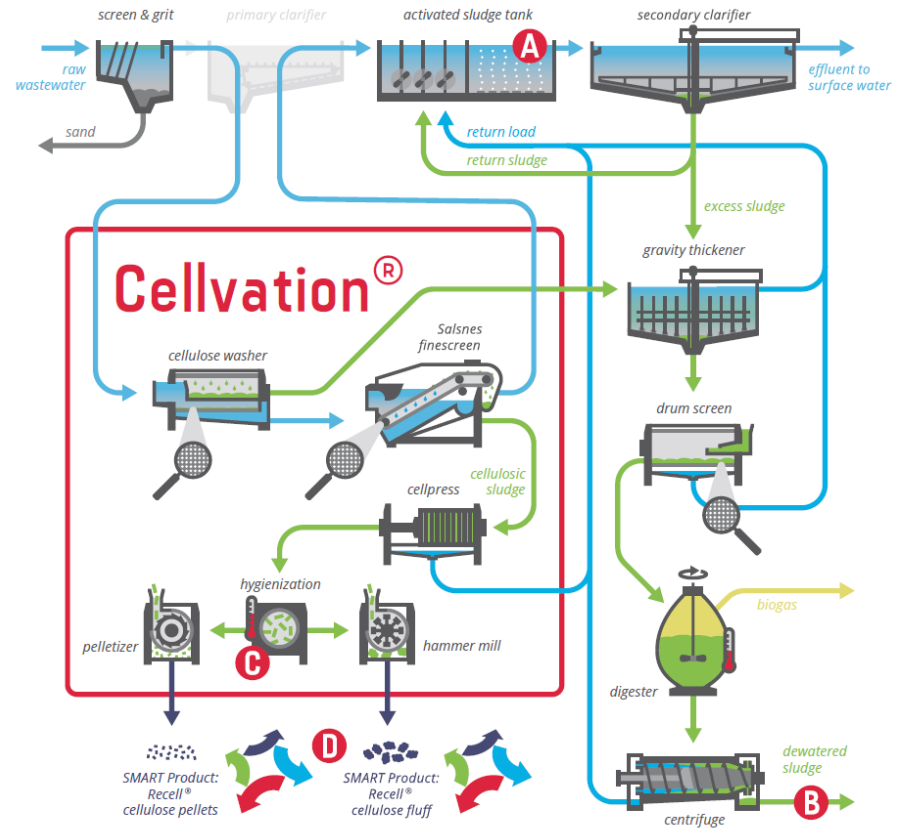 screen & grit
primary clarifier
activated sludge tank
secondary clarifier
A
raw
wastewater
effluent to
surface water
sand
return load
return sludge
excess sludge
gravity thickener
Cellvation®
Salsnes
finescreen
cellulose washer
drum screen
cellulosic
sludge
cellpress
hygienization
biogas
pelletizer
hammer mill
C
digester
D
dewatered
sludge
SMART Product:
Recell®
cellulose pellets
SMART Product:
Recell®
cellulose fluff
B
centrifuge